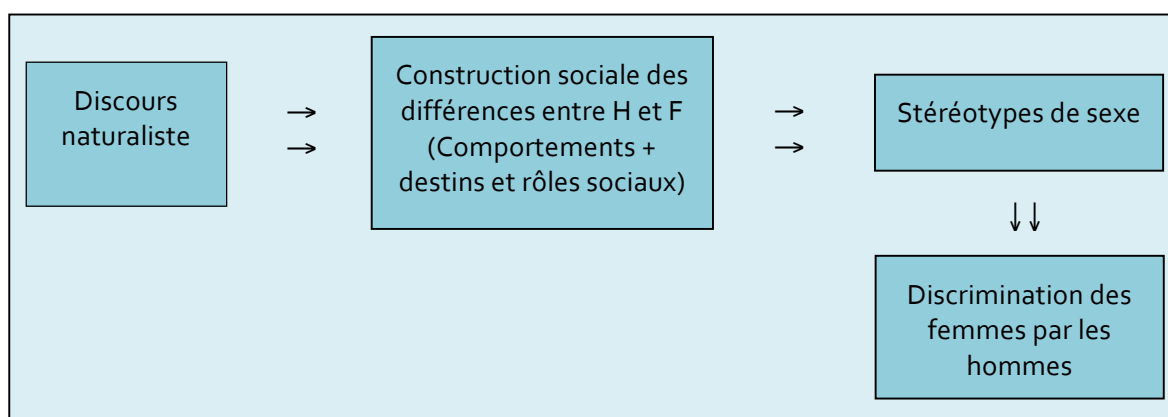 Discours
naturaliste
→
→
Construction sociale des
différences entre H et F
(Comportements +
destins et rôles sociaux)
→
→
Stéréotypes de sexe
↓↓
Discrimination des
femmes par les
hommes